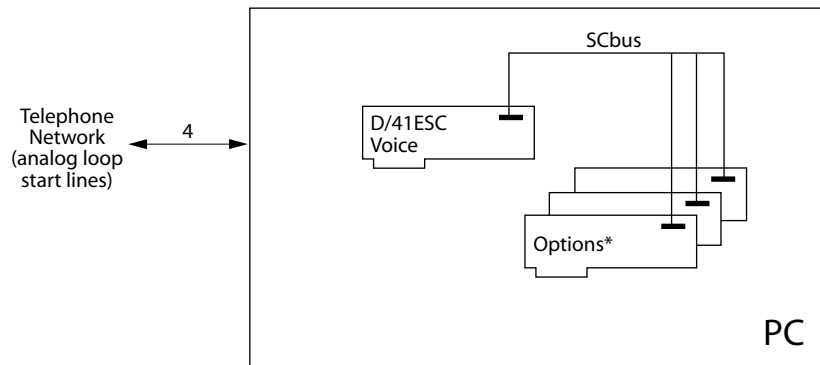 SCbus
D/41ESC
Voice
Telephone
Network
(analog loop
start lines)
4
Options*
PC